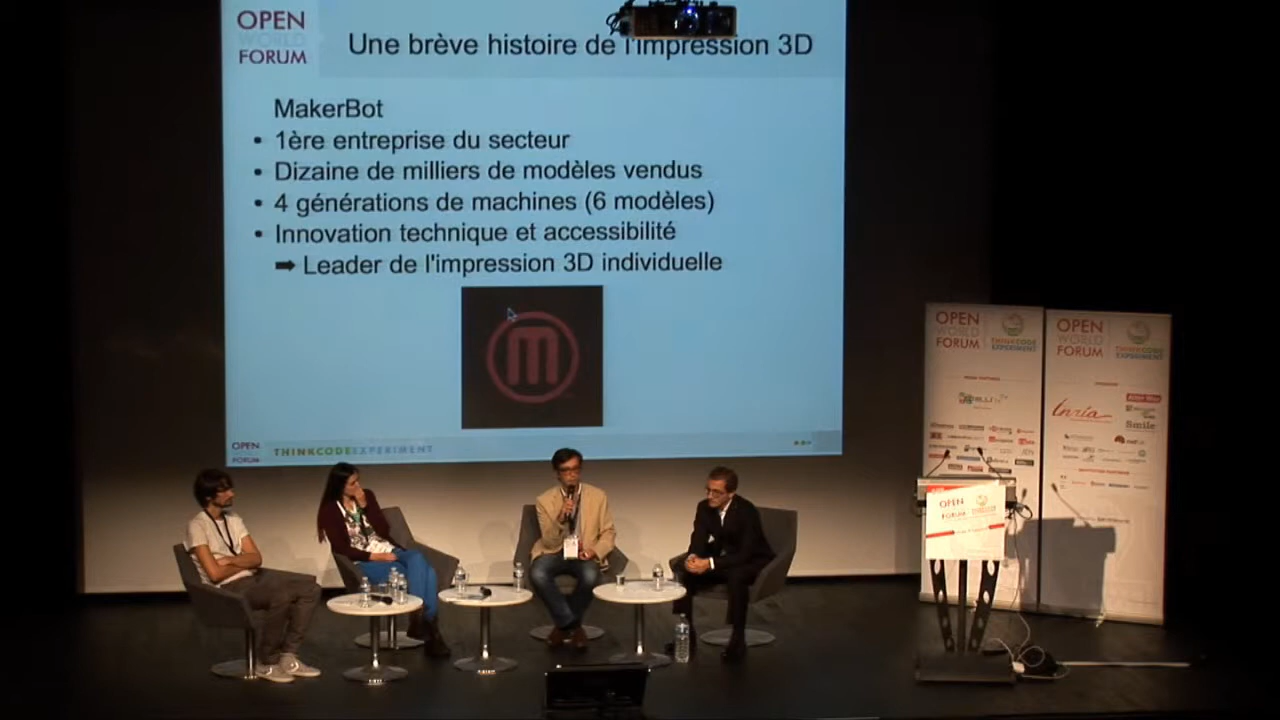 OPEN
WORLD
FORUM
Une brève histoire de l'impression 3D
MakerBot
• 1ère entreprise du secteur
• Dizaine de milliers de modèles vendus
• 4 générations de machines (6 modèles)
• Innovation technique et accessibilité
➡ Leader de l'impression 3D individuelle
M
OPEN
WORLD
FORUM
THINKCODEEXPERIMENT
OPEN
WORLD
FORUM
THINKCODE
EXPERIMENT
OPEN
WORLD
FORUM
THINKCODE
EXPERIMENT
Inria
Smile
OPEN
FORUM